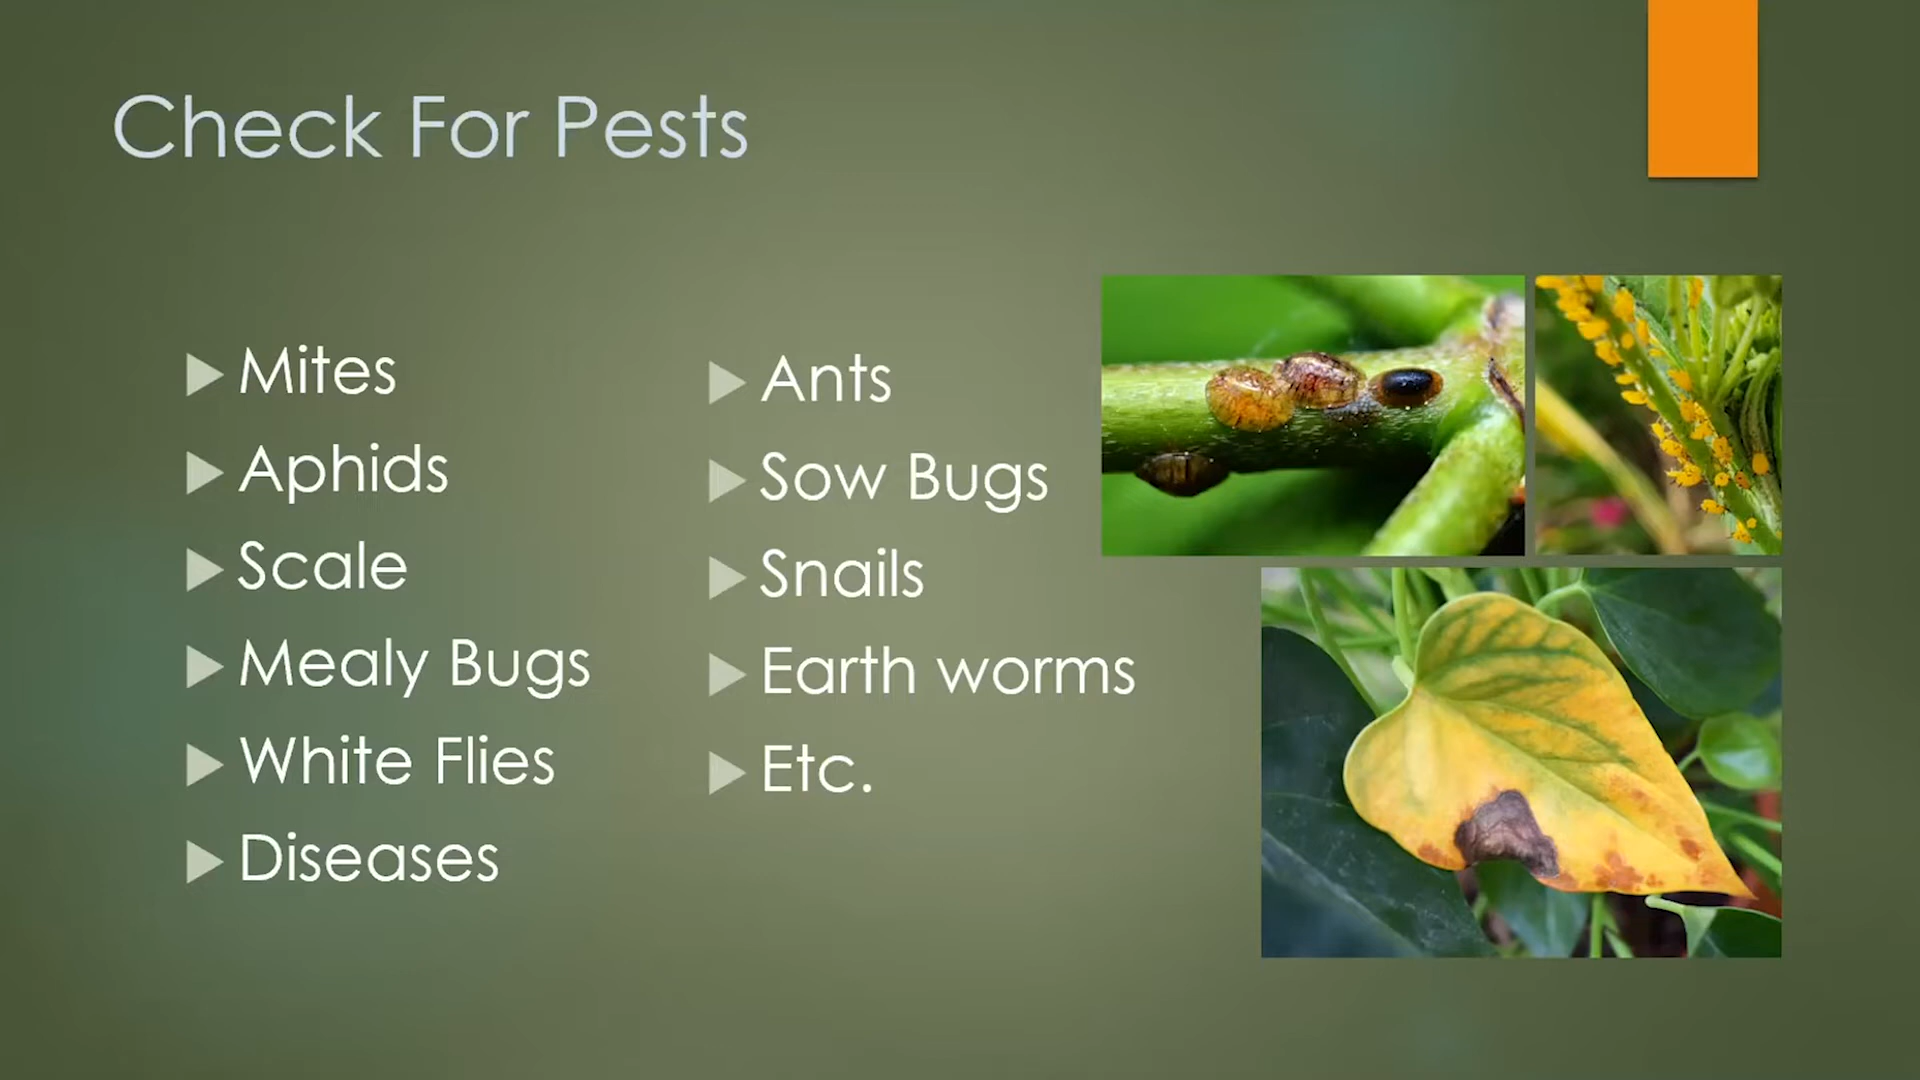 Check For Pests
Mites
Aphids
Scale
Mealy Bugs
White Flies
Diseases
Ants
Sow Bugs
Snails
Earth worms
Etc.